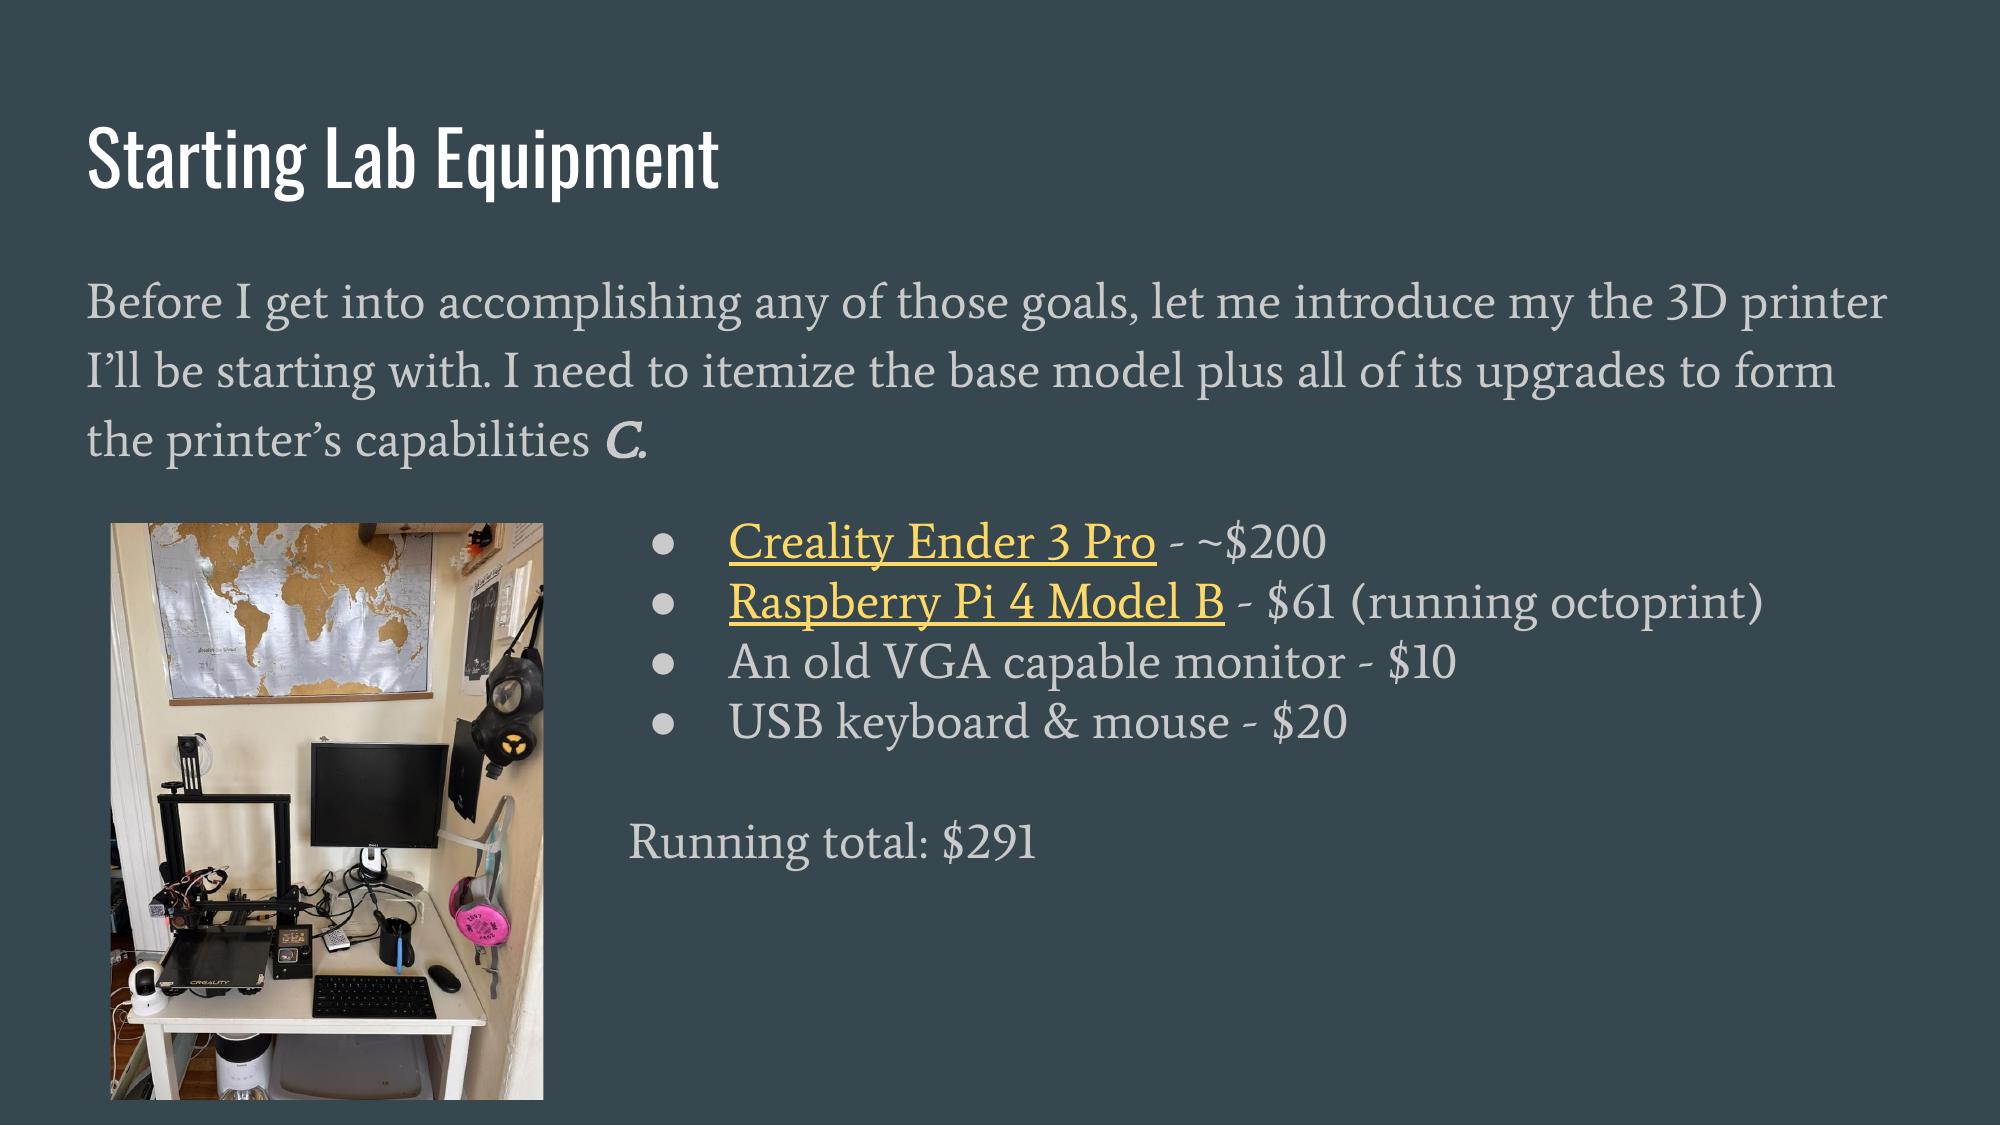 Starting Lab Equipment
Before I get into accomplishing any of those goals, let me introduce my the 3D printer
I’ll be starting with. I need to itemize the base model plus all of its upgrades to form
the printer’s capabilities C.
● Creality Ender 3 Pro - ~$200
● Raspberry Pi 4 Model B - $61 (running octoprint)
● An old VGA capable monitor - $10
● USB keyboard & mouse - $20
Running total: $291
CREALITY